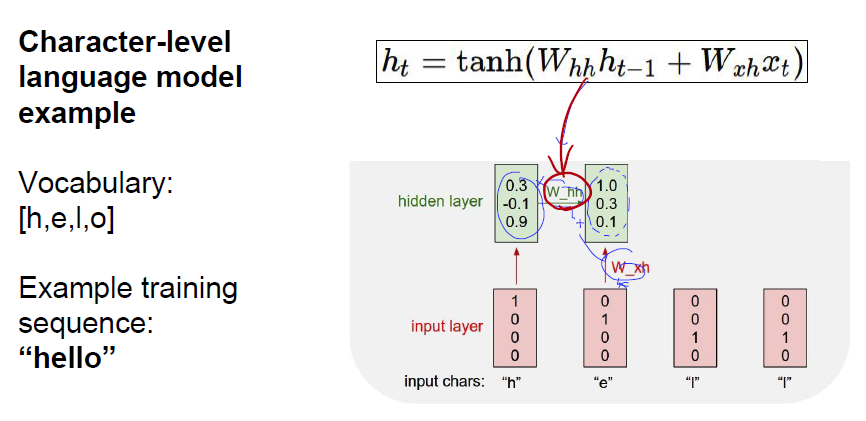 Character-level
language model
example
h_t = tanh(W_{hh}h_{t-1} + W_{xh}x_t)
Vocabulary:
[h,e,l,o]
Example training
sequence:
“hello”
hidden layer
0.3
-0.1
0.9
W_hh
1.0
0.3
0.1
W_xh
input layer
1
0
0
0
0
1
0
0
0
0
1
0
0
0
1
0
input chars: “h” “e” “l” “l”